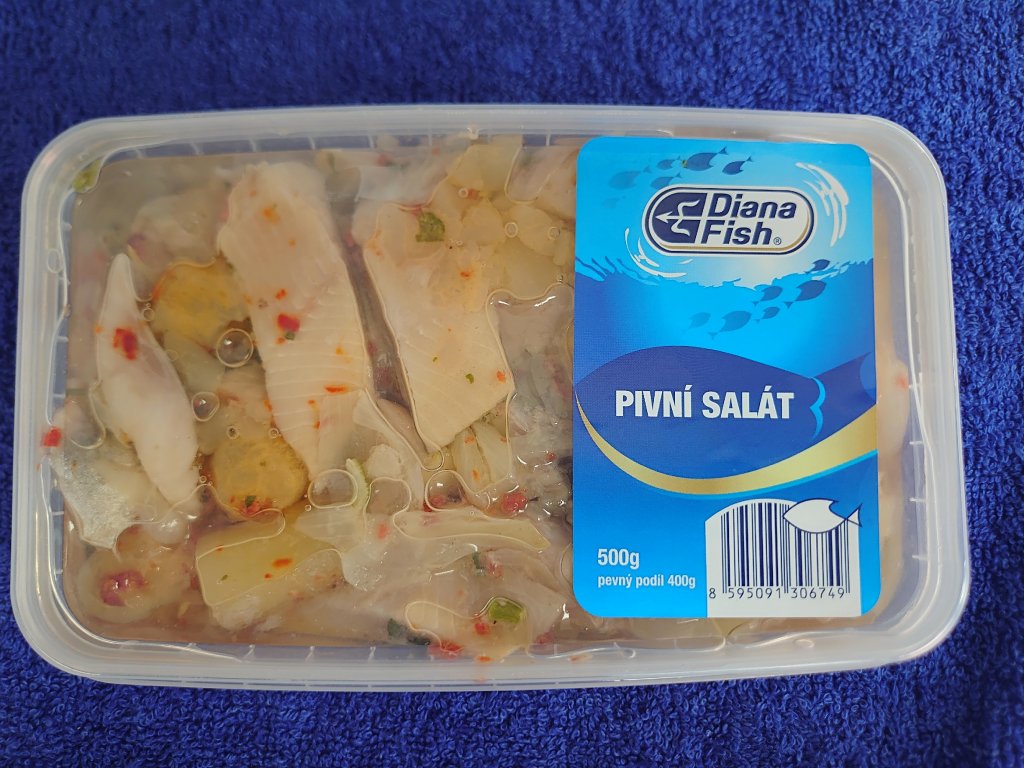 Diana
Fish®
PIVNÍ SALÁT
500g
pevný podíl 400g
8 595091 306749